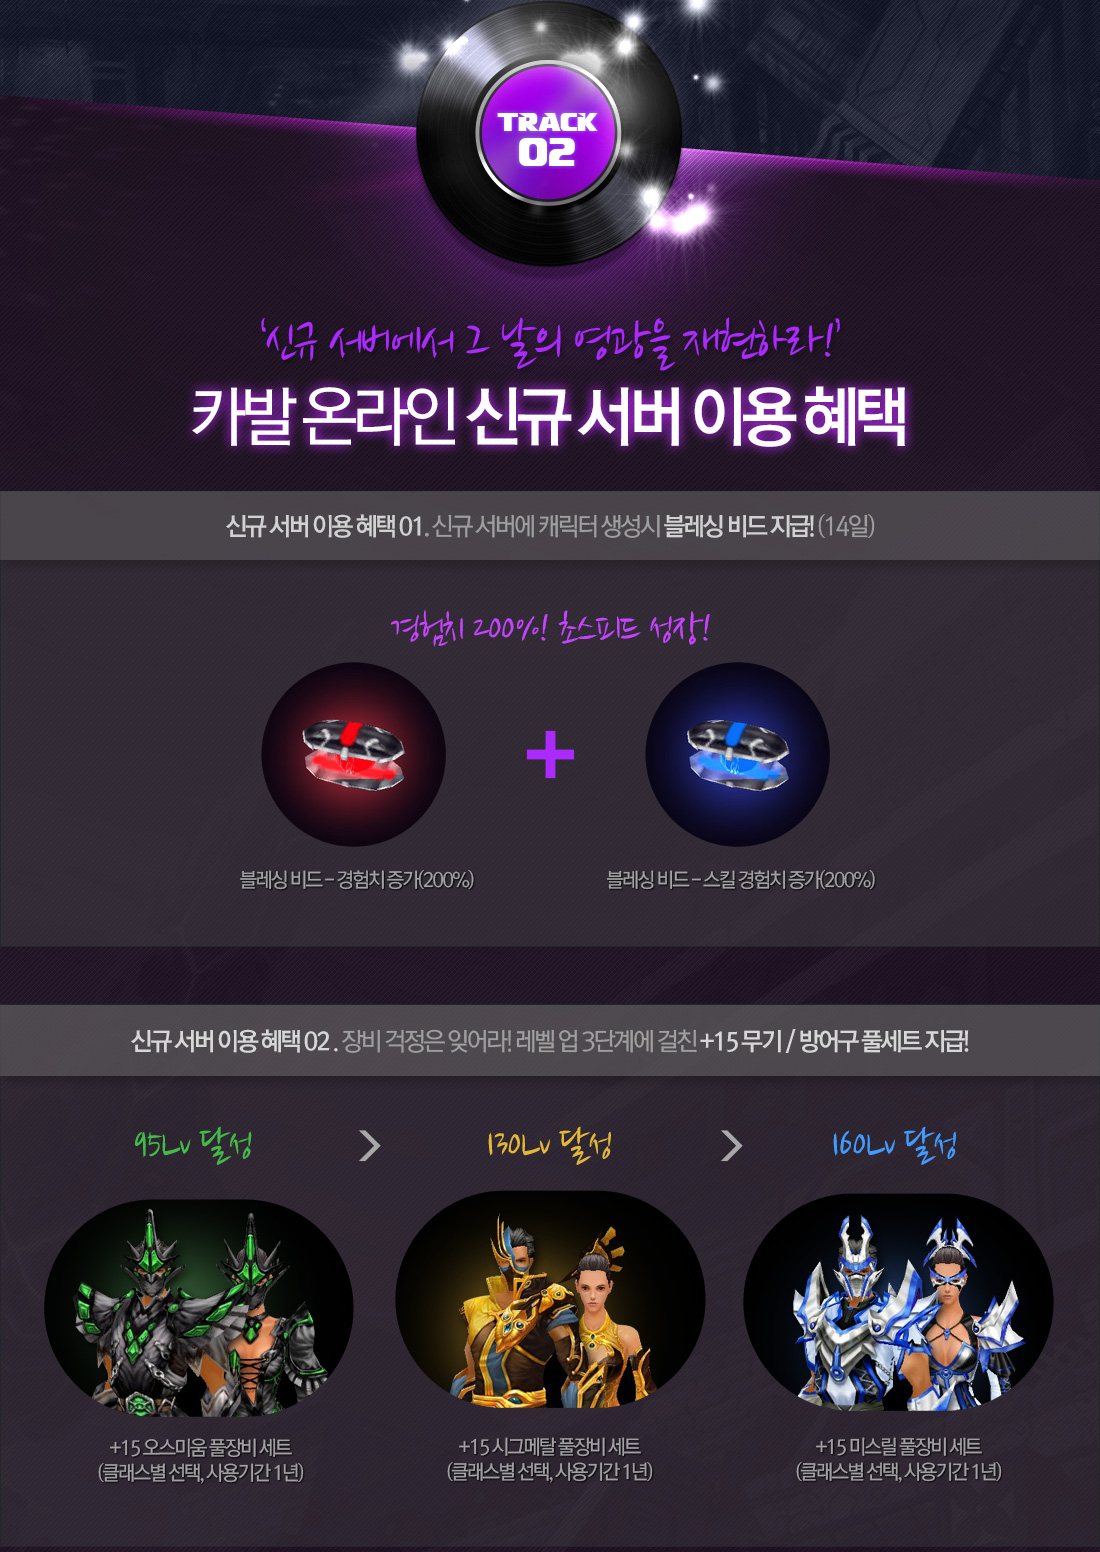 TRACK
02
‘신규 서버에서 그 날의 영광을 재현하라!’
카발 온라인 신규 서버 이용 혜택
신규 서버 이용 혜택 01. 신규 서버에 캐릭터 생성시 블레싱 비드 지급! (14일)
경험치 200%! 초스피드 성장!
+
블레싱 비드 – 경험치 증가(200%)
블레싱 비드 – 스킬 경험치 증가(200%)
신규 서버 이용 혜택 02. 장비 걱정은 잊어라! 레벨 업 3단계에 걸친 +15 무기 / 방어구 풀세트 지급!
95Lv 달성 > 130Lv 달성 > 160Lv 달성
+15 오스미움 풀장비 세트
(클래스별 선택, 사용기간 1년)
+15 시그메탈 풀장비 세트
(클래스별 선택, 사용기간 1년)
+15 미스릴 풀장비 세트
(클래스별 선택, 사용기간 1년)